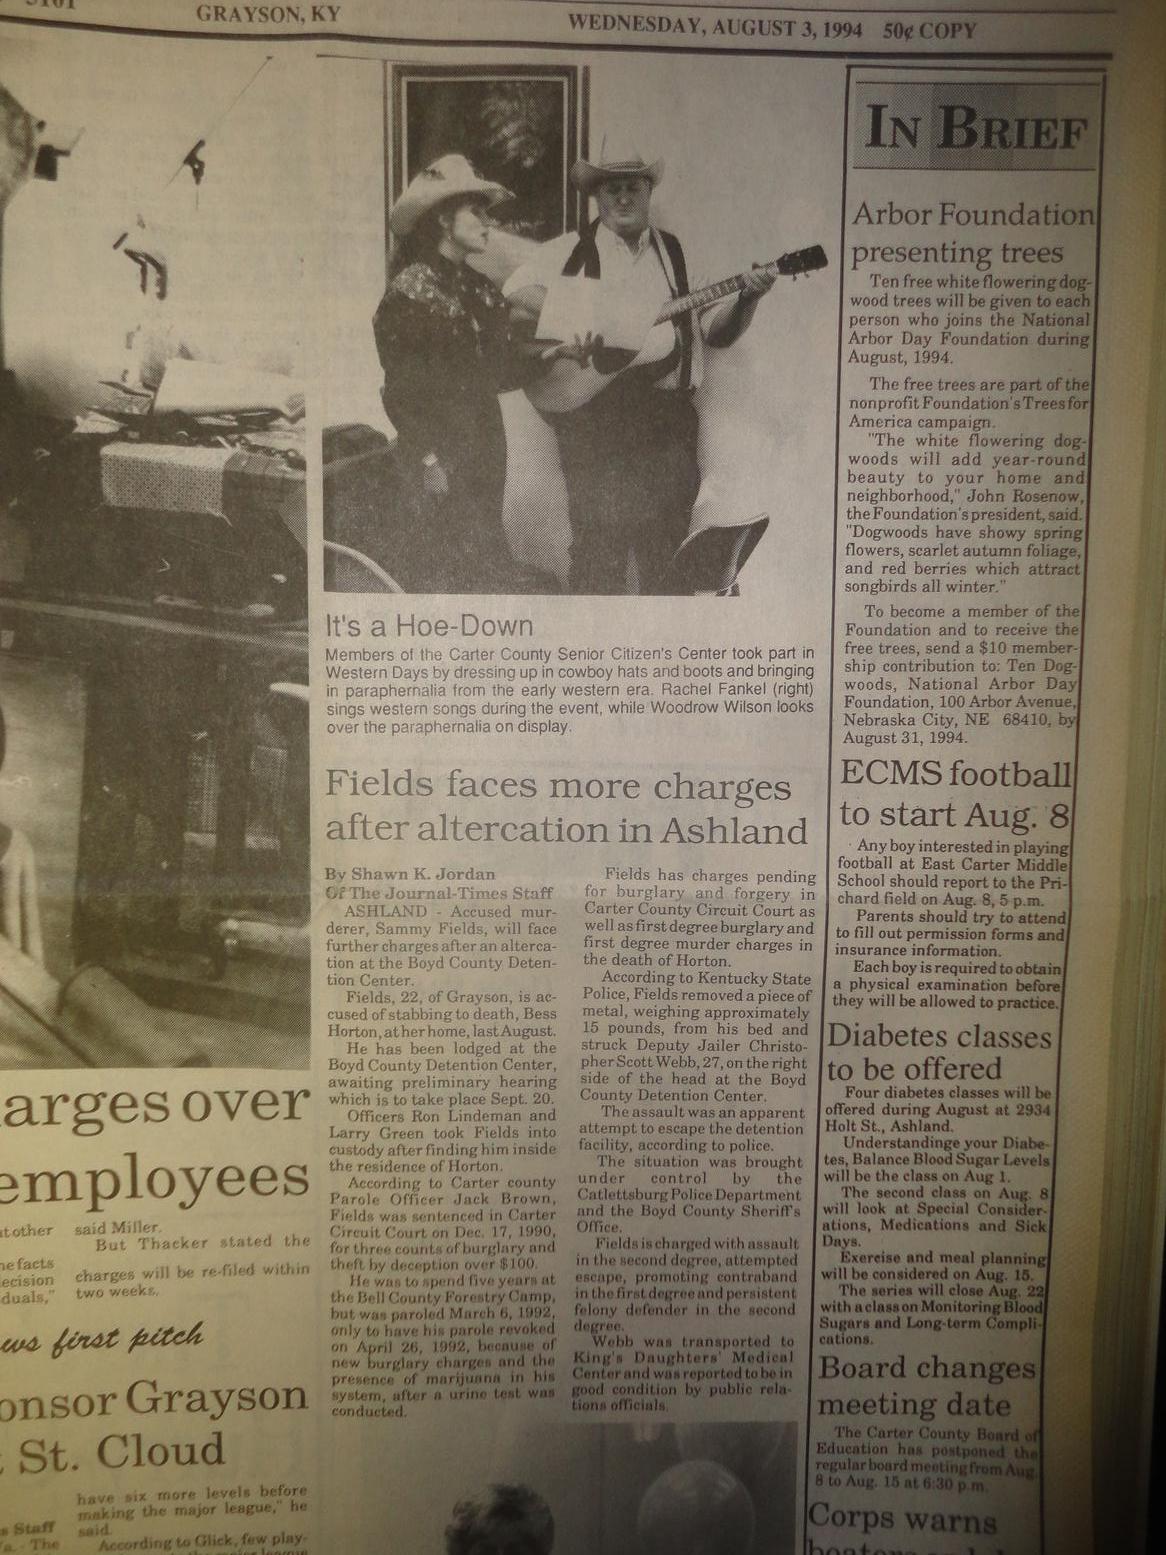 GRAYSON, KY
WEDNESDAY, AUGUST 3, 1994 50¢ COPY
It's a Hoe-Down
Members of the Carter County Senior Citizen's Center took part in
Western Days by dressing up in cowboy hats and boots and bringing
in paraphernalia from the early western era. Rachel Fankel (right)
sings western songs during the event, while Woodrow Wilson looks
over the paraphernalia on display.
Fields faces more charges
after altercation in Ashland
By Shawn K. Jordan
Of The Journal-Times Staff
ASHLAND - Accused mur-
derer, Sammy Fields, will face
further charges after an alterca-
tion at the Boyd County Deten-
tion Center.
Fields, 22, of Grayson, is ac-
cused of stabbing to death, Bess
Horton, at her home, last August.
He has been lodged at the
Boyd County Detention Center,
awaiting preliminary hearing
which is to take place Sept. 20.
Officers Ron Lindeman and
Larry Green took Fields into
custody after finding him inside
the residence of Horton.
According to Carter county
Parole Officer Jack Brown,
Fields was sentenced in Carter
Circuit Court on Dec. 17, 1990,
for three counts of burglary and
theft by deception over $100.
He was to spend five years at
the Bell County Forestry Camp,
but was paroled March 6, 1992,
only to have his parole revoked
on April 26, 1992, because of
new burglary charges and the
presence of marijuana in his
system, after a urine test was
conducted.
Fields has charges pending
for burglary and forgery in
Carter County Circuit Court as
well as first degree burglary and
first degree murder charges in
the death of Horton.
According to Kentucky State
Police, Fields removed a piece of
metal, weighing approximately
15 pounds, from his bed and
struck Deputy Jailer Christo-
pher Scott Webb, 27, on the right
side of the head at the Boyd
County Detention Center.
The assault was an apparent
attempt to escape the detention
facility, according to police.
The situation was brought
under control by the
Catlettsburg Police Department
and the Boyd County Sheriff's
Office.
Fields is charged with assault
in the second degree, attempted
escape, promoting contraband
in the first degree and persistent
felony defender in the second
degree.
Webb was transported to
King's Daughters' Medical
Center and was reported to be in
good condition by public rela-
tions officials.
IN BRIEF
Arbor Foundation
presenting trees
Ten free white flowering dog-
wood trees will be given to each
person who joins the National
Arbor Day Foundation during
August, 1994.
The free trees are part of the
nonprofit Foundation's Trees for
America campaign.
"The white flowering dog-
woods will add year-round
beauty to your home and
neighborhood," John Rosenow,
the Foundation's president, said.
"Dogwoods have showy spring
flowers, scarlet autumn foliage,
and red berries which attract
songbirds all winter."
To become a member of the
Foundation and to receive the
free trees, send a $10 member-
ship contribution to: Ten Dog-
woods, National Arbor Day
Foundation, 100 Arbor Avenue,
Nebraska City, NE 68410, by
August 31, 1994.
ECMS football
to start Aug. 8
Any boy interested in playing
football at East Carter Middle
School should report to the Pri-
chard field on Aug. 8, 5 p.m.
Parents should try to attend
to fill out permission forms and
insurance information.
Each boy is required to obtain
a physical examination before
they will be allowed to practice.
Diabetes classes
to be offered
Four diabetes classes will be
offered during August at 2934
Holt St., Ashland.
Understandinge your Diabe-
tes, Balance Blood Sugar Levels
will be the class on Aug 1.
The second class on Aug. 8
will look at Special Consider-
ations, Medications and Sick
Days.
Exercise and meal planning
will be considered on Aug. 15.
The series will close Aug. 22
with a class on Monitoring Blood
Sugars and Long-term Compli-
cations.
Board changes
meeting date
The Carter County Board of
Education has postponed the
regular board meeting from Aug.
8 to Aug. 15 at 6:30 p.m.
Corps warns
arges over
employees
other
facts
ecision
duals,"
said Miller.
But Thacker stated the
charges will be re-filed within
two weeks.
first pitch
onsor Grayson
St. Cloud
Staff
The
have six more levels before
making the major league," he
said.
According to Glick, few play-